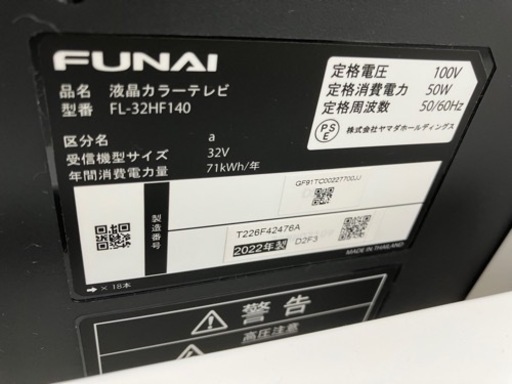 FUNAI
品名 液晶カラーテレビ
型番 FL-32HF140
区分名 a
受信機型サイズ 32V
年間消費電力量 71kWh/年
定格電圧 100V
定格消費電力 50W
定格周波数 50/60Hz
PSE
株式会社ヤマダホールディングス
製造番号
GF91TC00227700JJ
T226F42476A
2022年製 D2F3
MADE IN THAILAND
➔×18本
警告
高圧注意